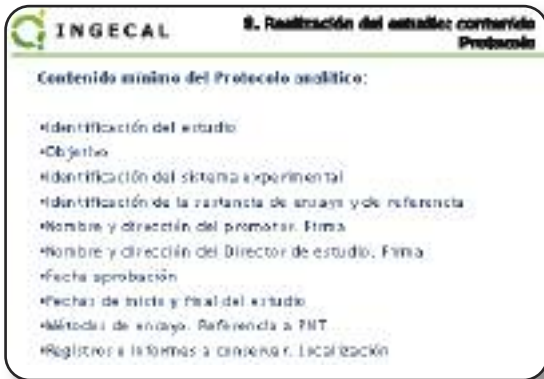 INGECAL
8. Realización del estudio: contenido
Protocolo
Contenido mínimo del Protocolo analítico:
•Identificación del estudio
•Objetivo
•Identificación del sistema experimental
•Identificación de la sustancia de ensayo y de referencia
•Nombre y dirección del promotor. Firma
•Nombre y dirección del Director de estudio. Firma
•Fecha aprobación
•Fechas de inicio y final del estudio
•Métodos de ensayo. Referencia a PNT
•Registros e informes a conservar. Localización